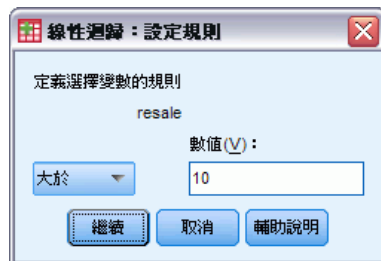 線性迴歸：設定規則
定義選擇變數的規則
resale
數值(V)：
大於 10
繼續 取消 輔助說明